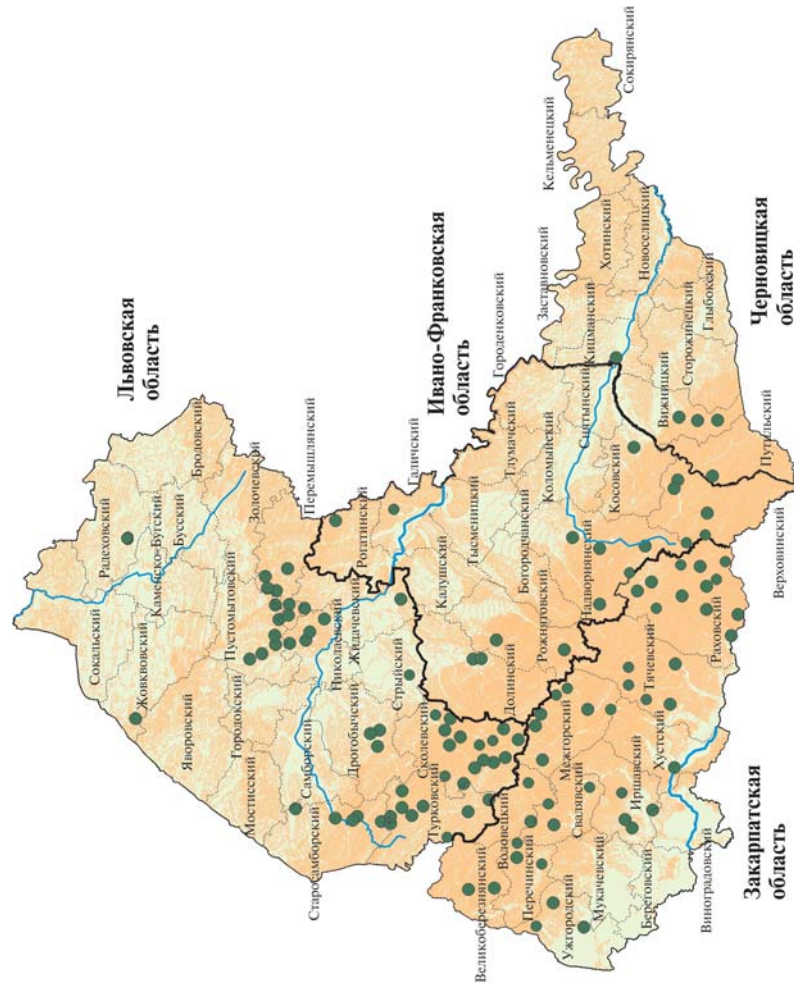 Львовская
область
Сокальский
Радеховский
Жовквовский
Каменско-Бугский
Бусский
Бродовский
Яворовский
Городокский
Пустомытовский
Золочевский
Перемышлянский
Мостисский
Самборский
Николаевский
Жидачевский
Старосамборский
Дрогобычский
Стрыйский
Сколевский
Турковский
Ивано-Франковская
область
Рогатинский
Галичский
Калушский
Тысменицкий
Тлумачский
Городенковский
Долинский
Рожнятовский
Богородчанский
Коломыйский
Снятынский
Надворнянский
Косовский
Верховинский
Закарпатская
область
Великоберезнянский
Воловецкий
Перечинский
Ужгородский
Мукачевский
Свалявский
Межгорский
Береговский
Иршавский
Виноградовский
Хустский
Тячевский
Раховский
Черновицкая
область
Заставновский
Кельменецкий
Сокирянский
Хотинский
Новоселицкий
Кицманский
Вижницкий
Сторожинецкий
Глыбокский
Путильский